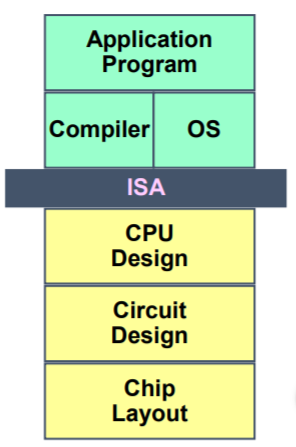 Application
Program
Compiler
OS
ISA
CPU
Design
Circuit
Design
Chip
Layout